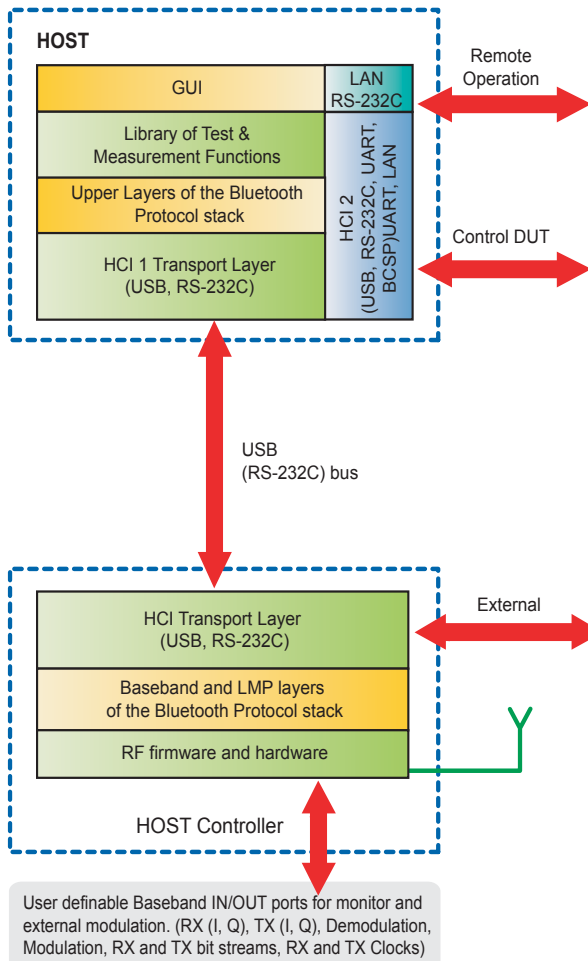 HOST
GUI
LAN
RS-232C
Remote
Operation
Library of Test &
Measurement Functions
Upper Layers of the Bluetooth
Protocol stack
HCI 1 Transport Layer
(USB, RS-232C)
HCI 2
(USB, RS-232C, UART,
BCSP)UART, LAN
Control DUT
USB
(RS-232C) bus
HCI Transport Layer
(USB, RS-232C)
External
Baseband and LMP layers
of the Bluetooth Protocol stack
RF firmware and hardware
HOST Controller
User definable Baseband IN/OUT ports for monitor and
external modulation. (RX (I, Q), TX (I, Q), Demodulation,
Modulation, RX and TX bit streams, RX and TX Clocks)